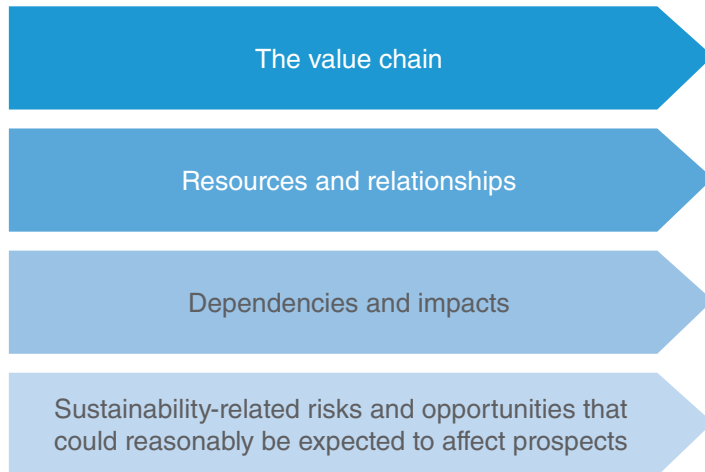 The value chain
Resources and relationships
Dependencies and impacts
Sustainability-related risks and opportunities that
could reasonably be expected to affect prospects